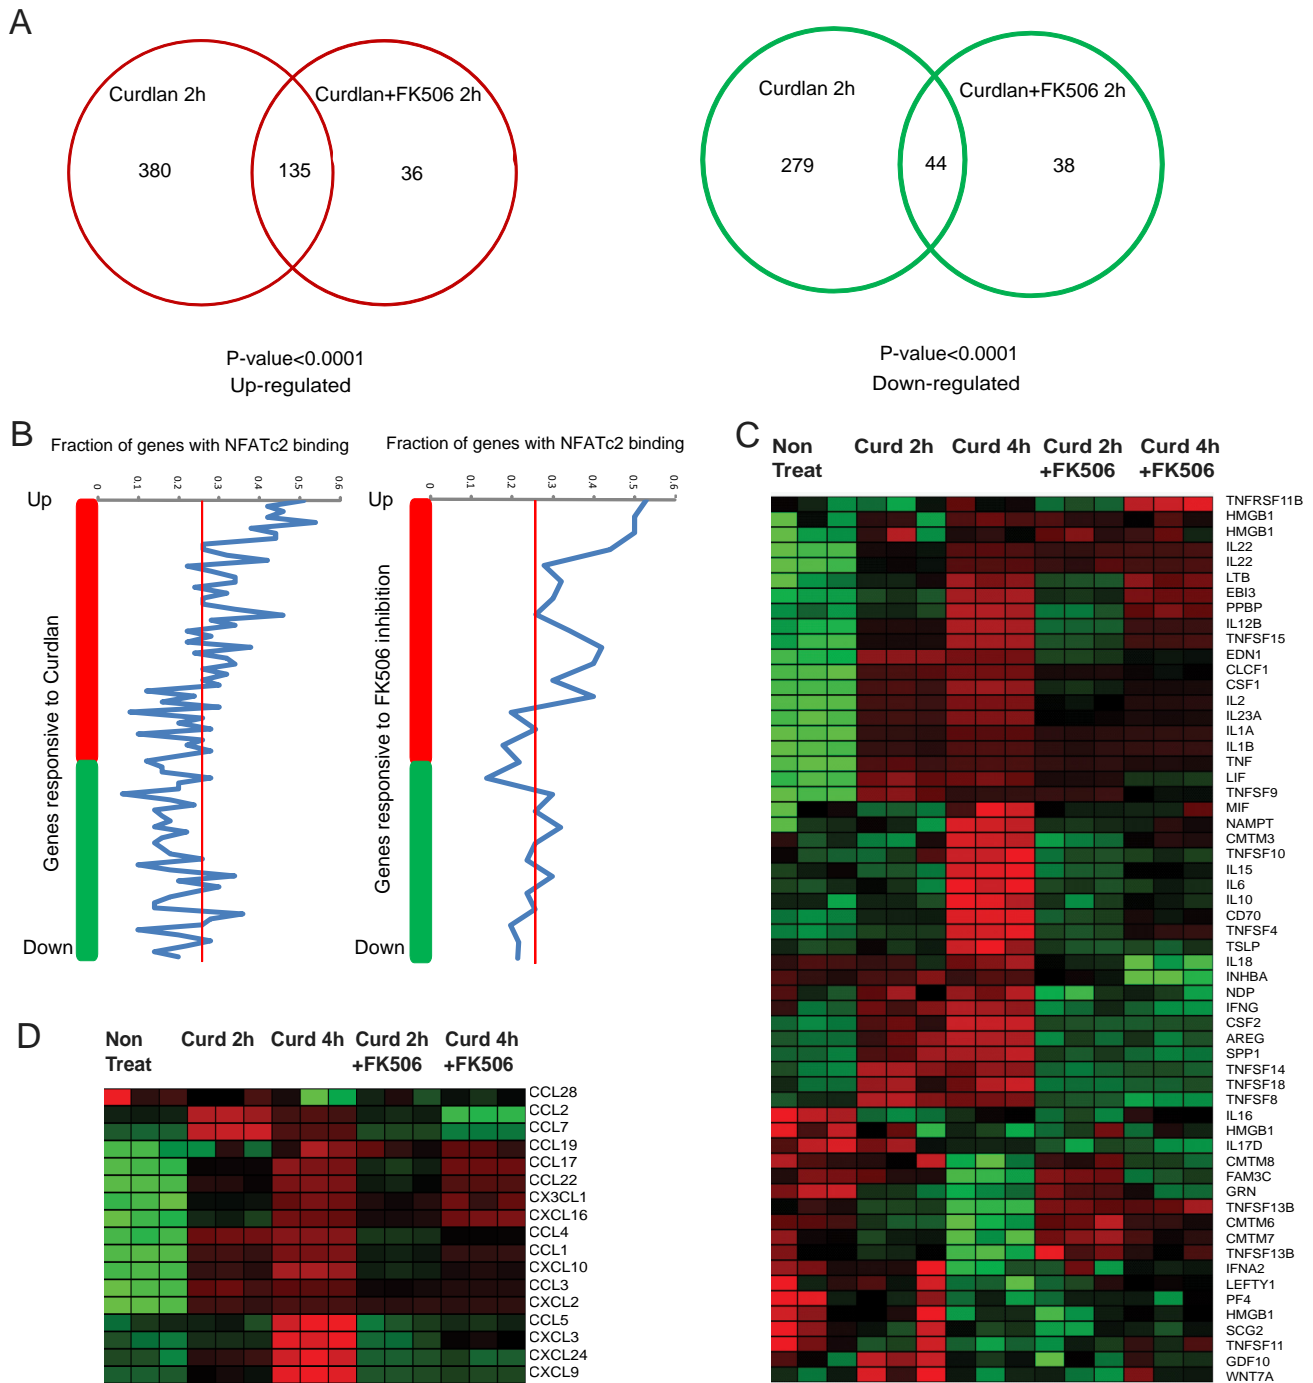 A
Curdlan 2h
Curdlan+FK506 2h
380
135
36
P-value<0.0001
Up-regulated
Curdlan 2h
Curdlan+FK506 2h
279
44
38
P-value<0.0001
Down-regulated
B
Fraction of genes with NFATc2 binding
0
0.1
0.2
0.3
0.4
0.5
0.6
Up
Genes responsive to Curdlan
Down
Fraction of genes with NFATc2 binding
0
0.1
0.2
0.3
0.4
0.5
0.6
Up
Genes responsive to FK506 inhibition
Down
C
Non
Treat
Curd 2h
Curd 4h
Curd 2h
+FK506
Curd 4h
+FK506
TNFRSF11B
HMGB1
HMGB1
IL22
IL22
LTB
EBI3
PPBP
IL12B
TNFSF15
EDN1
CLCF1
CSF1
IL2
IL23A
IL1A
IL1B
TNF
LIF
TNFSF9
MIF
NAMPT
CMTM3
TNFSF10
IL15
IL6
IL10
CD70
TNFSF4
TSLP
IL18
INHBA
NDP
IFNG
CSF2
AREG
SPP1
TNFSF14
TNFSF18
TNFSF8
IL16
HMGB1
IL17D
CMTM8
FAM3C
GRN
TNFSF13B
CMTM6
CMTM7
TNFSF13B
IFNA2
LEFTY1
PF4
HMGB1
SCG2
TNFSF11
GDF10
WNT7A
D
Non
Treat
Curd 2h
Curd 4h
Curd 2h
+FK506
Curd 4h
+FK506
CCL28
CCL2
CCL7
CCL19
CCL17
CCL22
CX3CL1
CXCL16
CCL4
CCL1
CXCL10
CCL3
CXCL2
CCL5
CXCL3
CXCL24
CXCL9